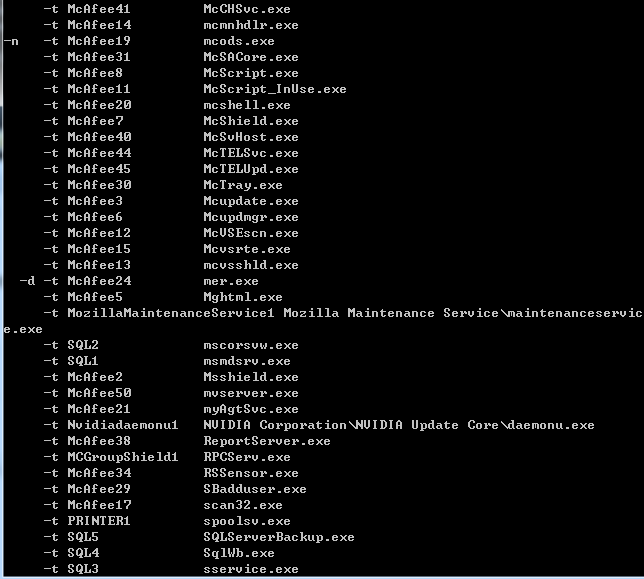 -t McAfee41 McCHSvc.exe
-t McAfee14 mcmnhdlr.exe
-n -t McAfee19 mcods.exe
-t McAfee31 McSACore.exe
-t McAfee8 McScript.exe
-t McAfee11 McScript_InUse.exe
-t McAfee20 mcshell.exe
-t McAfee7 McShield.exe
-t McAfee40 McSvHost.exe
-t McAfee44 McTELSvc.exe
-t McAfee45 McTELUpd.exe
-t McAfee30 McTray.exe
-t McAfee3 Mcupdate.exe
-t McAfee6 Mcupdmgr.exe
-t McAfee12 McVSEscn.exe
-t McAfee15 Mcvsrte.exe
-t McAfee13 mcvsshld.exe
-d -t McAfee24 mer.exe
-t McAfee5 Mghtml.exe
-t MozillaMaintenanceService1 Mozilla Maintenance Service\maintenanceservic
e.exe
-t SQL2 mscorsvw.exe
-t SQL1 msmdsrv.exe
-t McAfee2 Msshield.exe
-t McAfee50 mvserver.exe
-t McAfee21 myAgtSvc.exe
-t Nvidiadaemonu1 NVIDIA Corporation\NVIDIA Update Core\daemonu.exe
-t McAfee38 ReportServer.exe
-t MCGroupShield1 RPCServ.exe
-t McAfee34 RSSensor.exe
-t McAfee29 SBadduser.exe
-t McAfee17 scan32.exe
-t PRINTER1 spoolsv.exe
-t SQL5 SQLServerBackup.exe
-t SQL4 SqlWb.exe
-t SQL3 sservice.exe